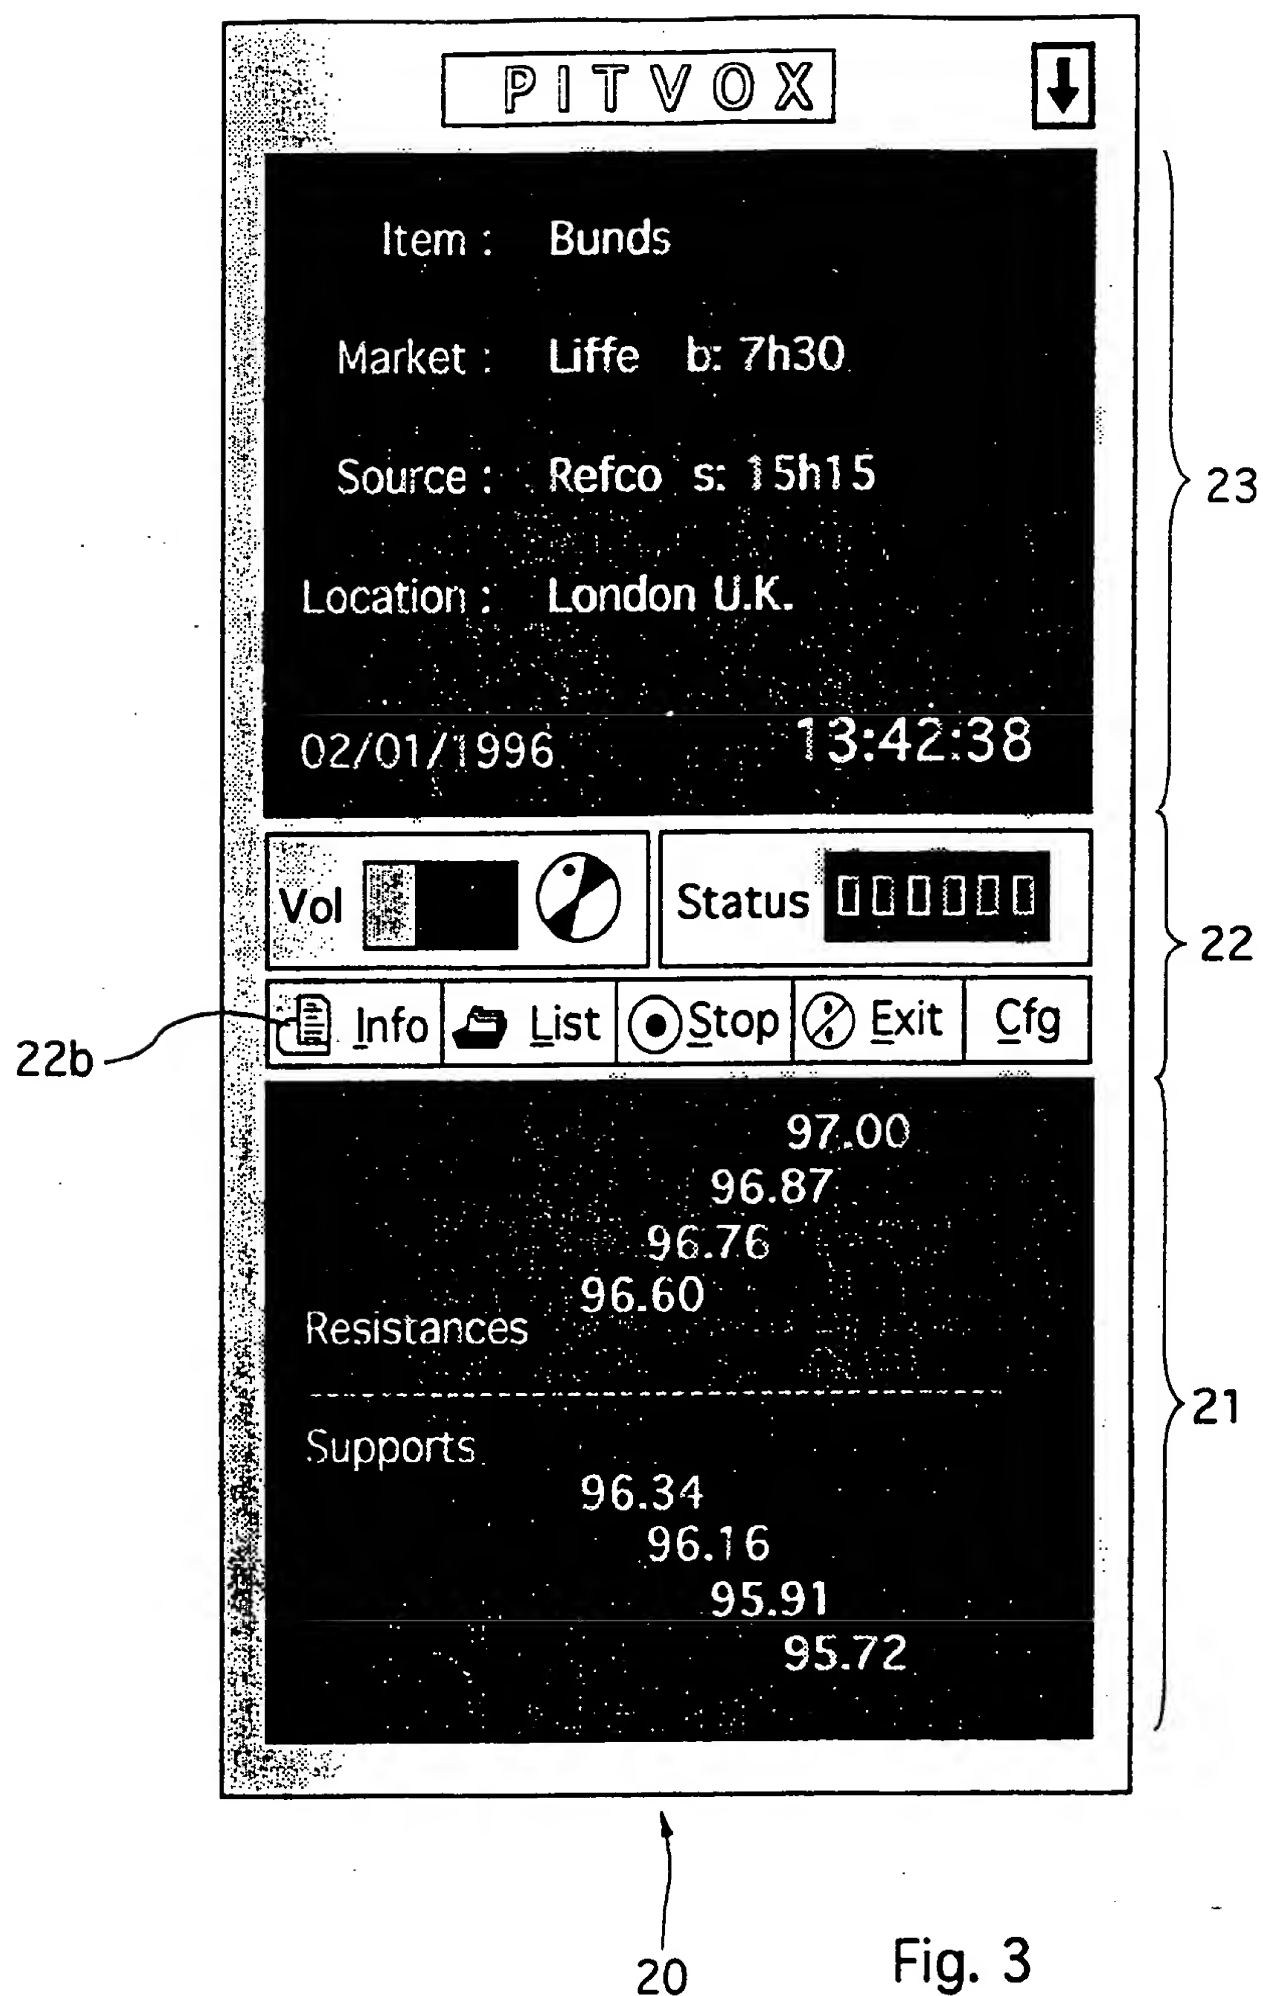 PITVOX
Item : Bunds
Market : Liffe b: 7h30
Source : Refco s: 15h15
23
Location : London U.K.
02/01/1996 13:42:38
Vol Status
22
Info List Stop Exit Cfg
22b
97.00
96.87
96.76
96.60
Resistances
21
Supports
96.34
96.16
95.91
95.72
20
Fig. 3